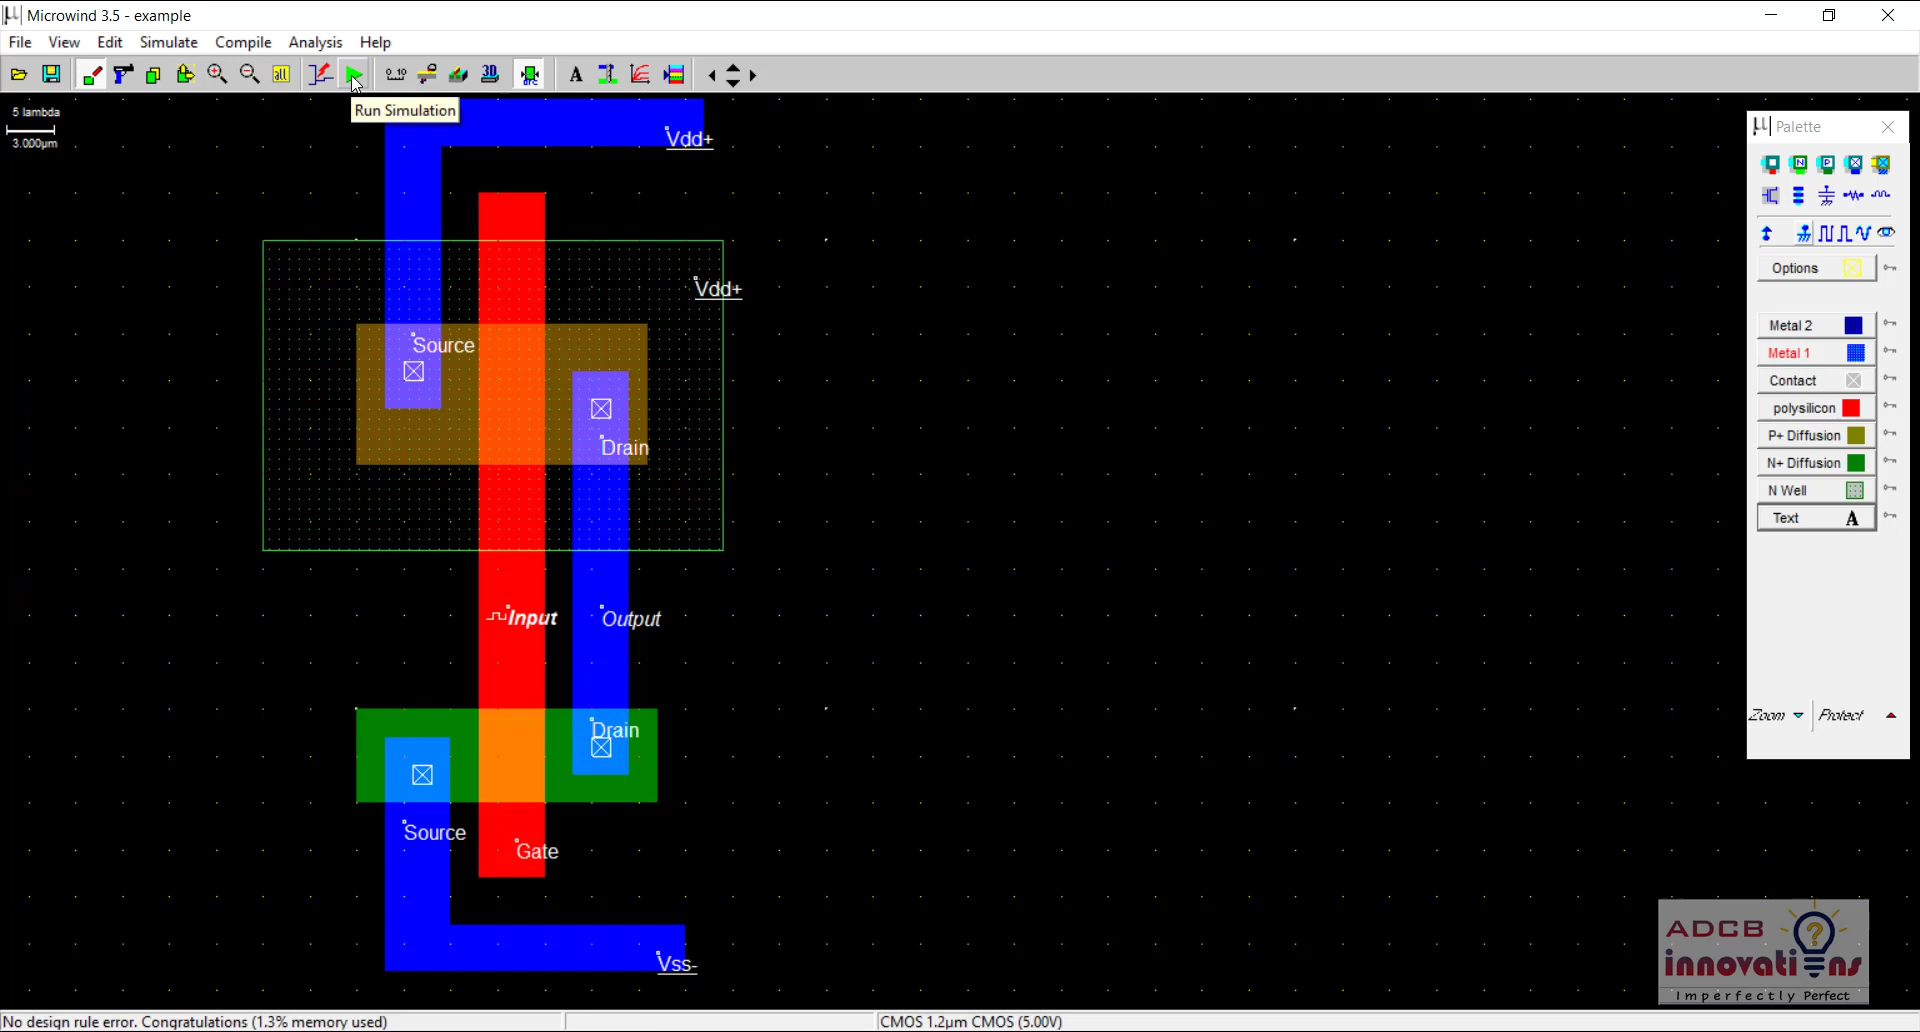 Microwind 3.5 - example
File View Edit Simulate Compile Analysis Help
Run Simulation
5 lambda
3.000µm
Vdd+
Vdd+
Source
Drain
Input
Output
Drain
Source
Gate
Vss-
Palette
Options
Metal 2
Metal 1
Contact
polysilicon
P+ Diffusion
N+ Diffusion
N Well
Text A
Zoom Protect
ADCB
innovations
Imperfectly Perfect
No design rule error. Congratulations (1.3% memory used)
CMOS 1.2µm CMOS (5.00V)